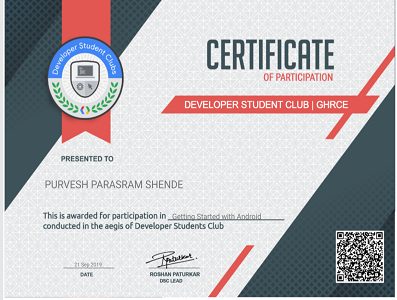 Developer Student Clubs
CERTIFICATE
OF PARTICIPATION
DEVELOPER STUDENT CLUB | GHRCE
PRESENTED TO
PURVESH PARASRAM SHENDE
This is awarded for participation in Getting Started with Android
conducted in the aegis of Developer Students Club
21 Sep 2019
DATE
ROSHAN PATURKAR
DSC LEAD